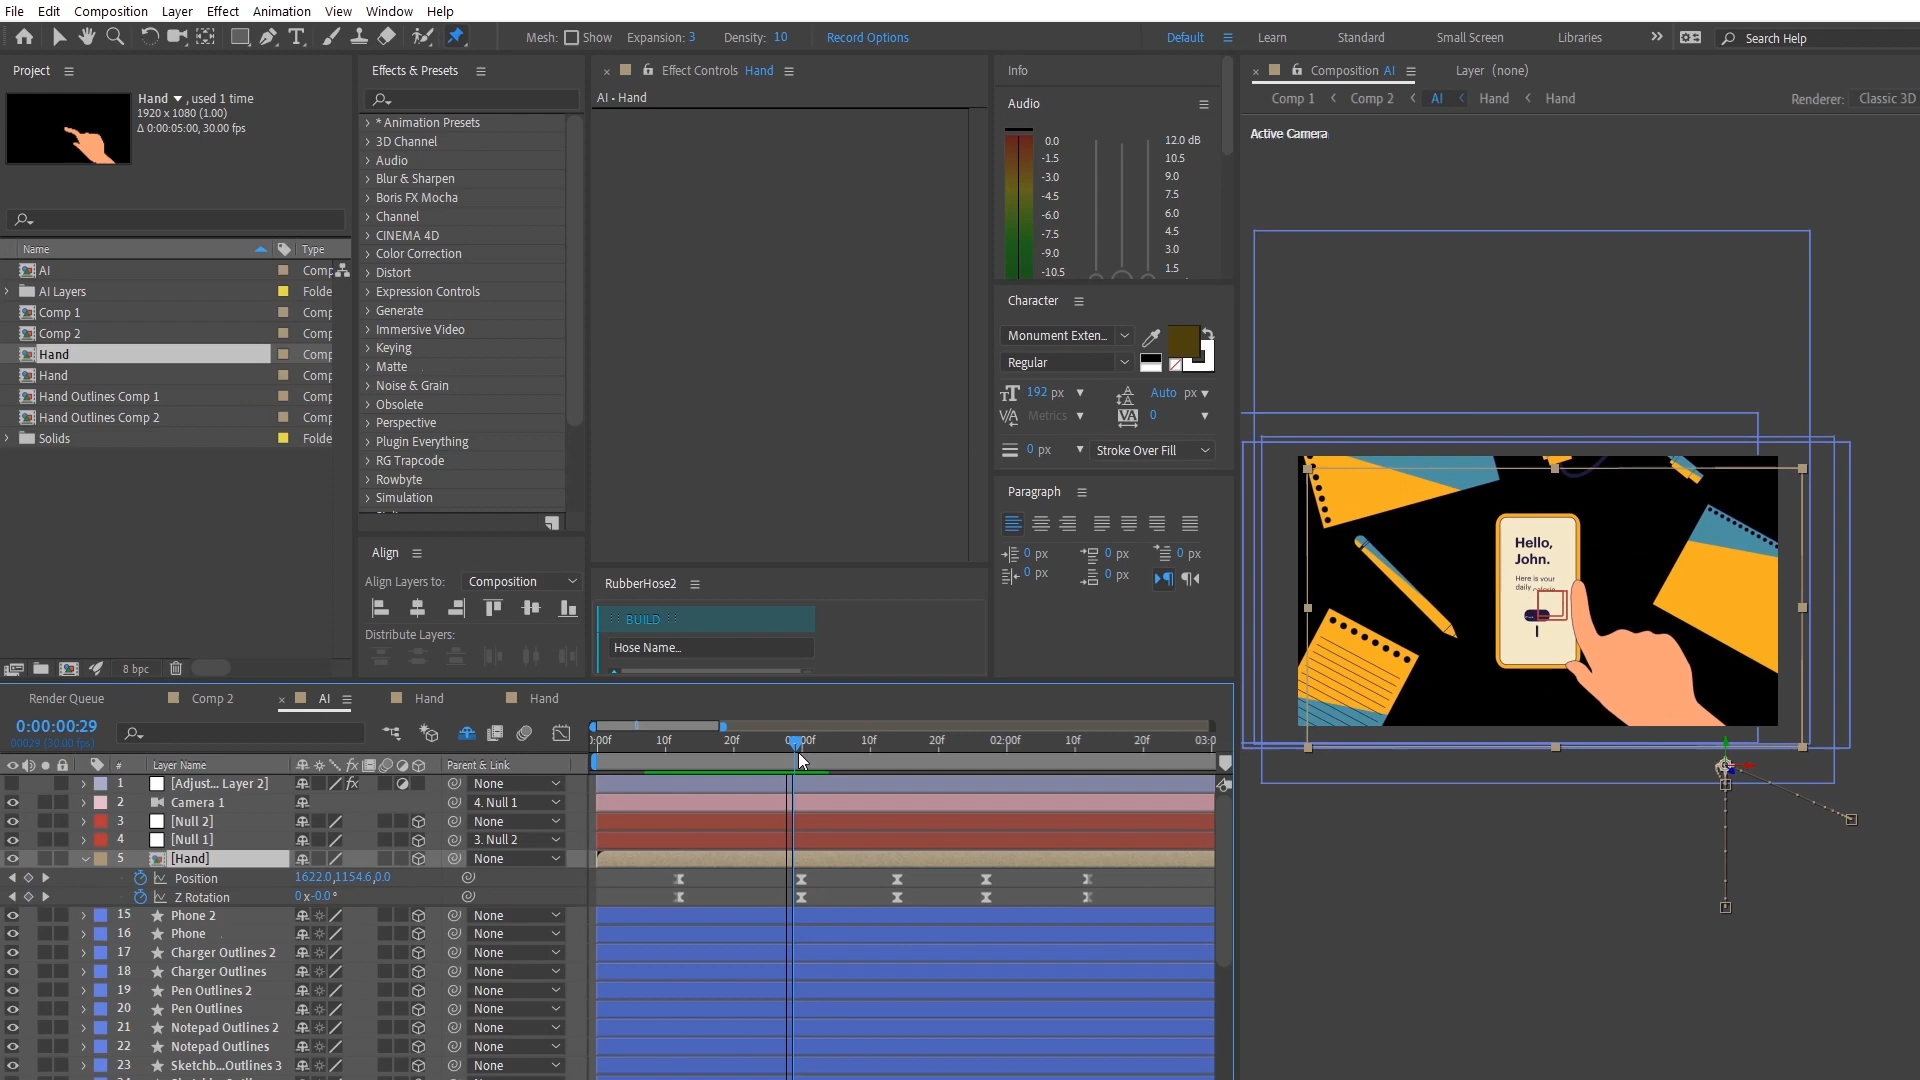 File Edit Composition Layer Effect Animation View Window Help
Mesh: Show Expansion: 3 Density: 10 Record Options Default Learn Standard Small Screen Libraries Search Help
Project
Hand , used 1 time
1920 x 1080 (1.00)
Δ 0:00:05:00, 30.00 fps
Name Type
AI Comp
AI Layers Folde
Comp 1 Comp
Comp 2 Comp
Hand Comp
Hand Comp
Hand Outlines Comp 1 Comp
Hand Outlines Comp 2 Comp
Solids Folde
8 bpc
Effects & Presets
* Animation Presets
3D Channel
Audio
Blur & Sharpen
Boris FX Mocha
Channel
CINEMA 4D
Color Correction
Distort
Expression Controls
Generate
Immersive Video
Keying
Matte
Noise & Grain
Obsolete
Perspective
Plugin Everything
RG Trapcode
Rowbyte
Simulation
Align
Align Layers to: Composition
Distribute Layers:
Effect Controls Hand
AI • Hand
RubberHose2
BUILD
Hose Name...
Info
Audio
0.0 12.0 dB
-1.5 10.5
-3.0 9.0
-4.5 7.5
-6.0 6.0
-7.5 4.5
-9.0 3.0
-10.5 1.5
Character
Monument Exten...
Regular
192 px Auto px
Metrics 0
0 px Stroke Over Fill
Paragraph
0 px 0 px 0 px
0 px 0 px
Composition AI Layer (none)
Comp 1 Comp 2 AI Hand Hand Renderer: Classic 3D
Active Camera
Hello,
John.
Here is your
daily calorie
Render Queue Comp 2 AI Hand Hand
0:00:00:29
00029 (30.00 fps)
):00f 10f 20f 0:00f 10f 20f 02:00f 10f 20f 03:0
# Layer Name Parent & Link
1 [Adjust... Layer 2] None
2 Camera 1 4. Null 1
3 [Null 2] None
4 [Null 1] 3. Null 2
5 [Hand] None
Position 1622.0,1154.6,0.0
Z Rotation 0x-0.0°
15 Phone 2 None
16 Phone None
17 Charger Outlines 2 None
18 Charger Outlines None
19 Pen Outlines 2 None
20 Pen Outlines None
21 Notepad Outlines 2 None
22 Notepad Outlines None
23 Sketchb...Outlines 3 None